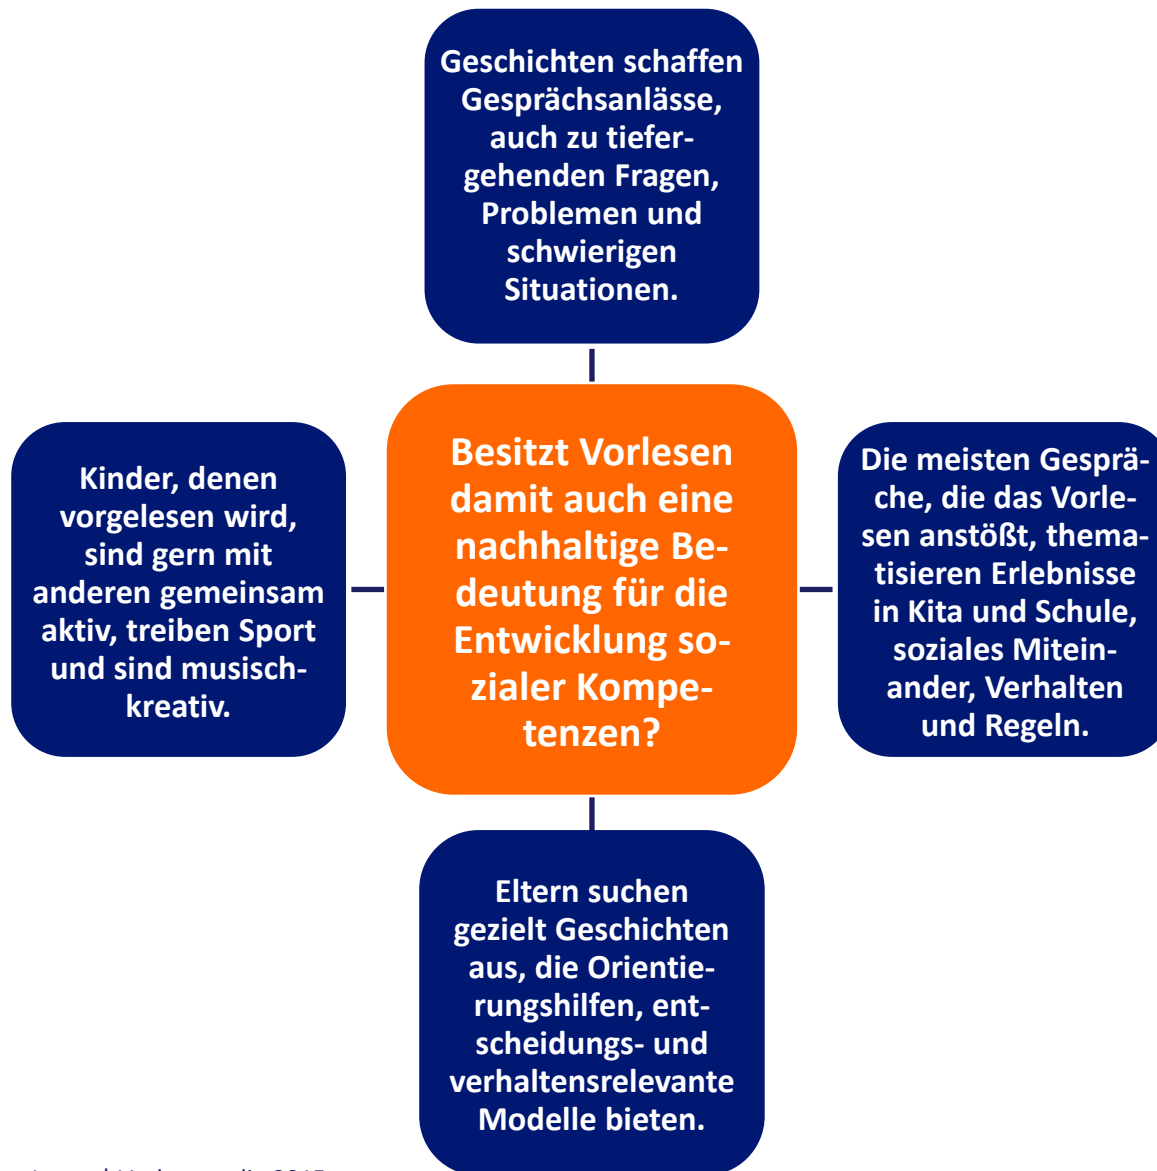 Geschichten schaffen
Gesprächsanlässe,
auch zu tiefer-
gehenden Fragen,
Problemen und
schwierigen
Situationen.
Kinder, denen
vorgelesen wird,
sind gern mit
anderen gemeinsam
aktiv, treiben Sport
und sind musisch-
kreativ.
Besitzt Vorlesen
damit auch eine
nachhaltige Be-
deutung für die
Entwicklung so-
zialer Kompe-
tenzen?
Die meisten Gesprä-
che, die das Vorle-
sen anstößt, thema-
tisieren Erlebnisse
in Kita und Schule,
soziales Mitein-
ander, Verhalten
und Regeln.
Eltern suchen
gezielt Geschichten
aus, die Orientie-
rungshilfen, ent-
scheidungs- und
verhaltensrelevante
Modelle bieten.